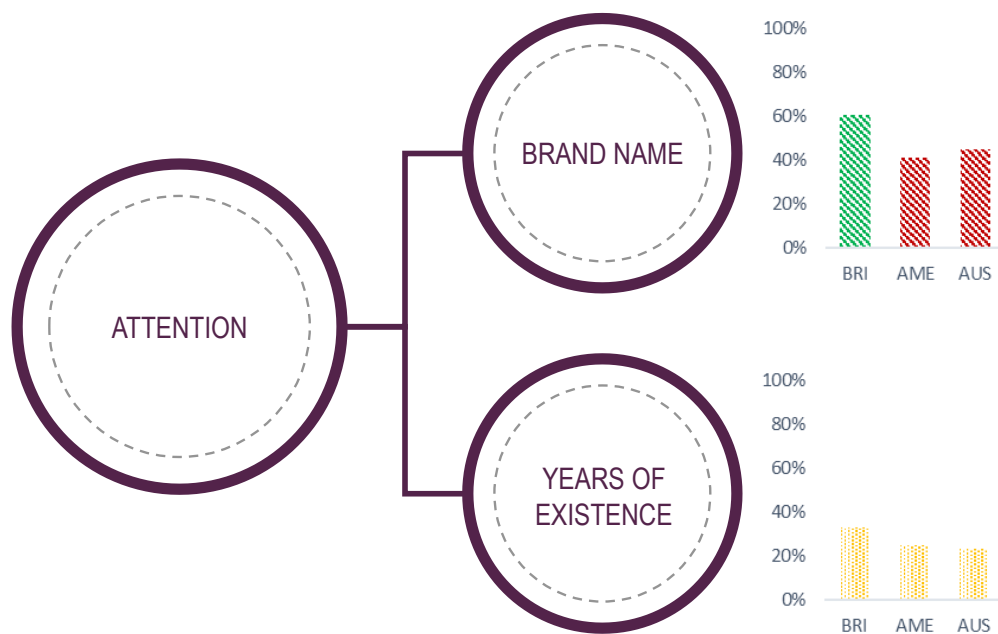 ATTENTION
BRAND NAME
100%
80%
60%
40%
20%
0%
BRI AME AUS
YEARS OF
EXISTENCE
100%
80%
60%
40%
20%
0%
BRI AME AUS